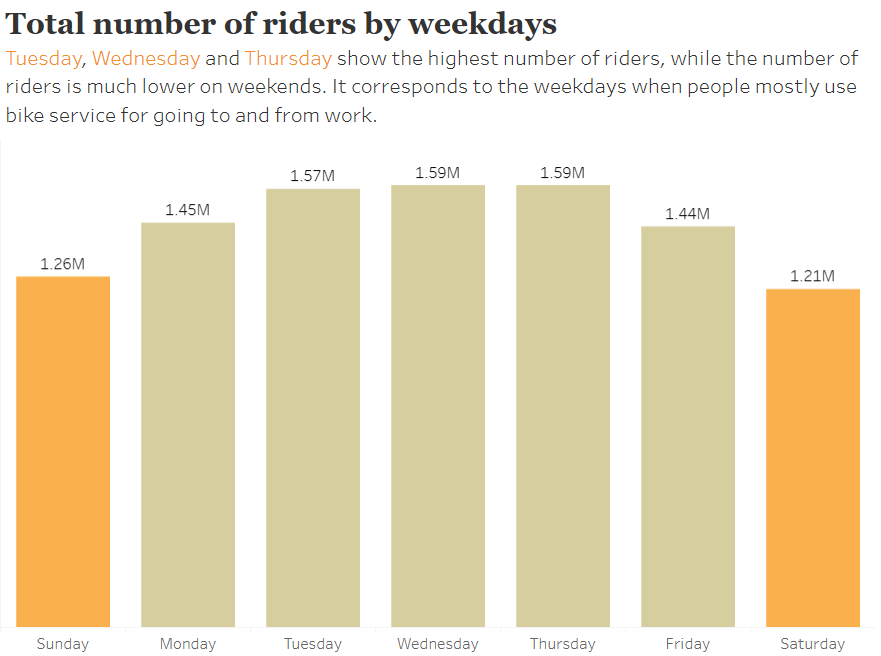 Total number of riders by weekdays
Tuesday, Wednesday and Thursday show the highest number of riders, while the number of
riders is much lower on weekends. It corresponds to the weekdays when people mostly use
bike service for going to and from work.
1.26M
1.45M
1.57M
1.59M
1.59M
1.44M
1.21M
Sunday
Monday
Tuesday
Wednesday
Thursday
Friday
Saturday